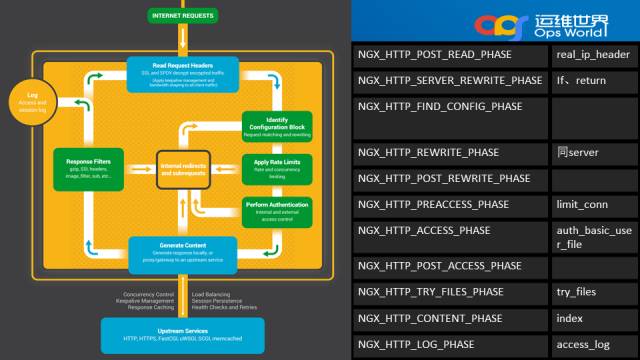 INTERNET REQUESTS
Read Request Headers
SSL and SPDY decrypt encrypted traffic
(Apply keepalive management and
bandwidth shaping to all client traffic)
Log
Access and
session log
Identify
Configuration Block
Request matching and rewriting
Response Filters
gzip, SSI, headers,
image_filter, sub, etc...
Internal redirects
and subrequests
Apply Rate Limits
Rate and concurrency
limiting
Perform Authentication
Internal and external
access control
Generate Content
Generate response locally, or
proxy/gateway to an upstream service
Concurrency Control
Keepalive Management
Response Caching
Load Balancing
Session Persistence
Health Checks and Retries
Upstream Services
HTTP, HTTPS, FastCGI, uWSGI, SCGI, memcached
运维世界
Ops World
NGX_HTTP_POST_READ_PHASE real_ip_header
NGX_HTTP_SERVER_REWRITE_PHASE If、return
NGX_HTTP_FIND_CONFIG_PHASE
NGX_HTTP_REWRITE_PHASE 同server
NGX_HTTP_POST_REWRITE_PHASE
NGX_HTTP_PREACCESS_PHASE limit_conn
NGX_HTTP_ACCESS_PHASE auth_basic_use
r_file
NGX_HTTP_POST_ACCESS_PHASE
NGX_HTTP_TRY_FILES_PHASE try_files
NGX_HTTP_CONTENT_PHASE index
NGX_HTTP_LOG_PHASE access_log